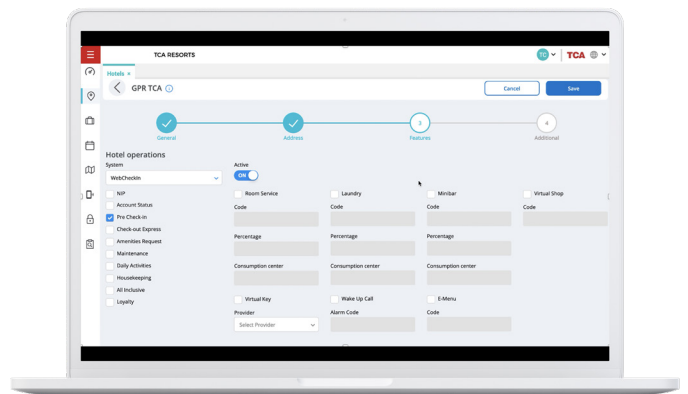 TCA RESORTS
TC
TCA
Hotels ×
GPR TCA
Cancel
Save
3
4
General
Address
Features
Additional
Hotel operations
System
Active
WebCheckIn
ON
NIP
Room Service
Laundry
Minibar
Virtual Shop
Account Status
Code
Code
Code
Code
Pre Check-in
Check-out Express
Amenities Request
Percentage
Percentage
Percentage
Maintenance
Daily Activities
Consumption center
Consumption center
Consumption center
Housekeeping
All Inclusive
Loyalty
Virtual Key
Wake Up Call
E-Menu
Provider
Alarm Code
Code
Select Provider